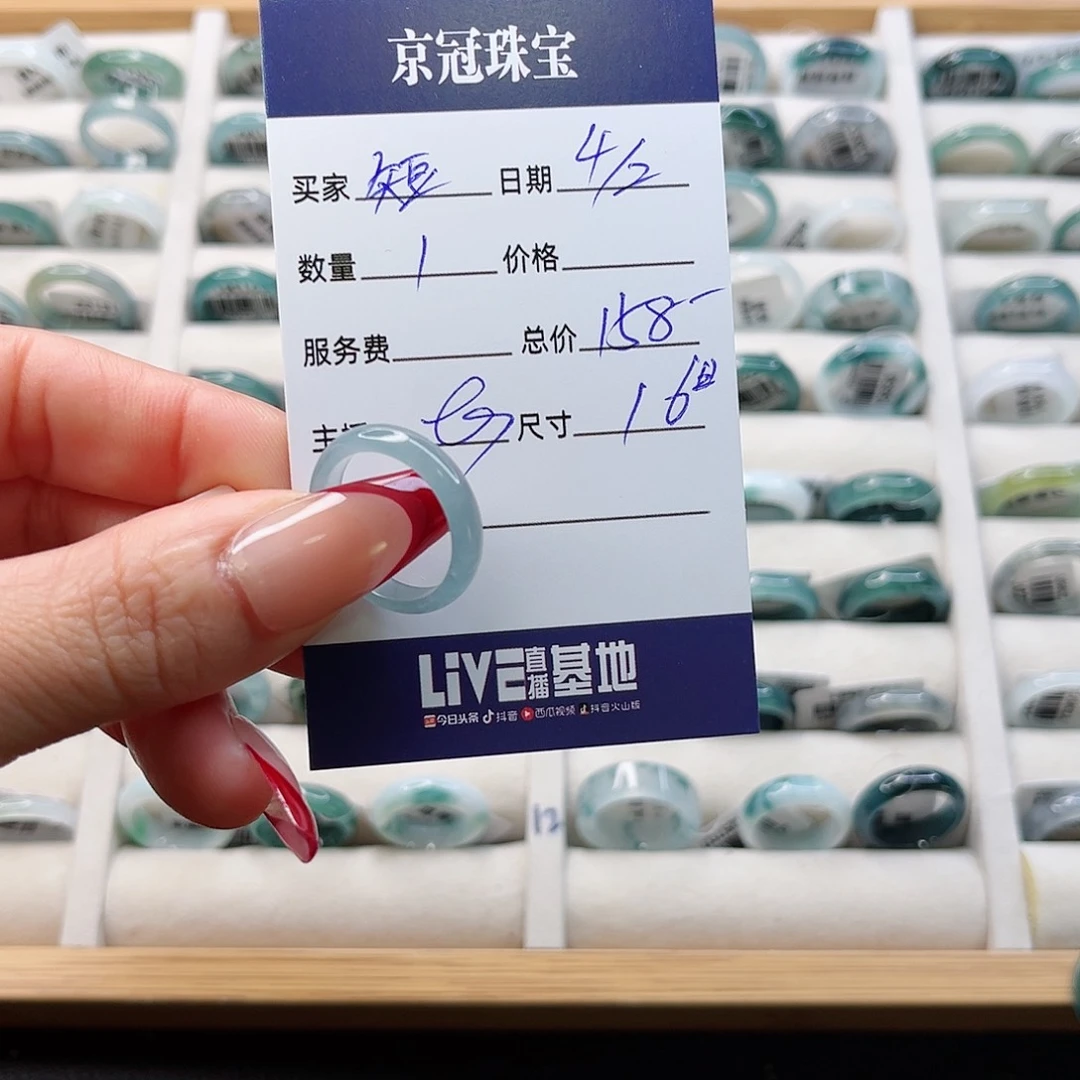 京冠珠宝
买家 短 日期 4/2
数量 1 价格
服务费 总价 158-
主 尺寸 16
LiVE直播基地
今日头条 抖音 西瓜视频 抖音火山版
12